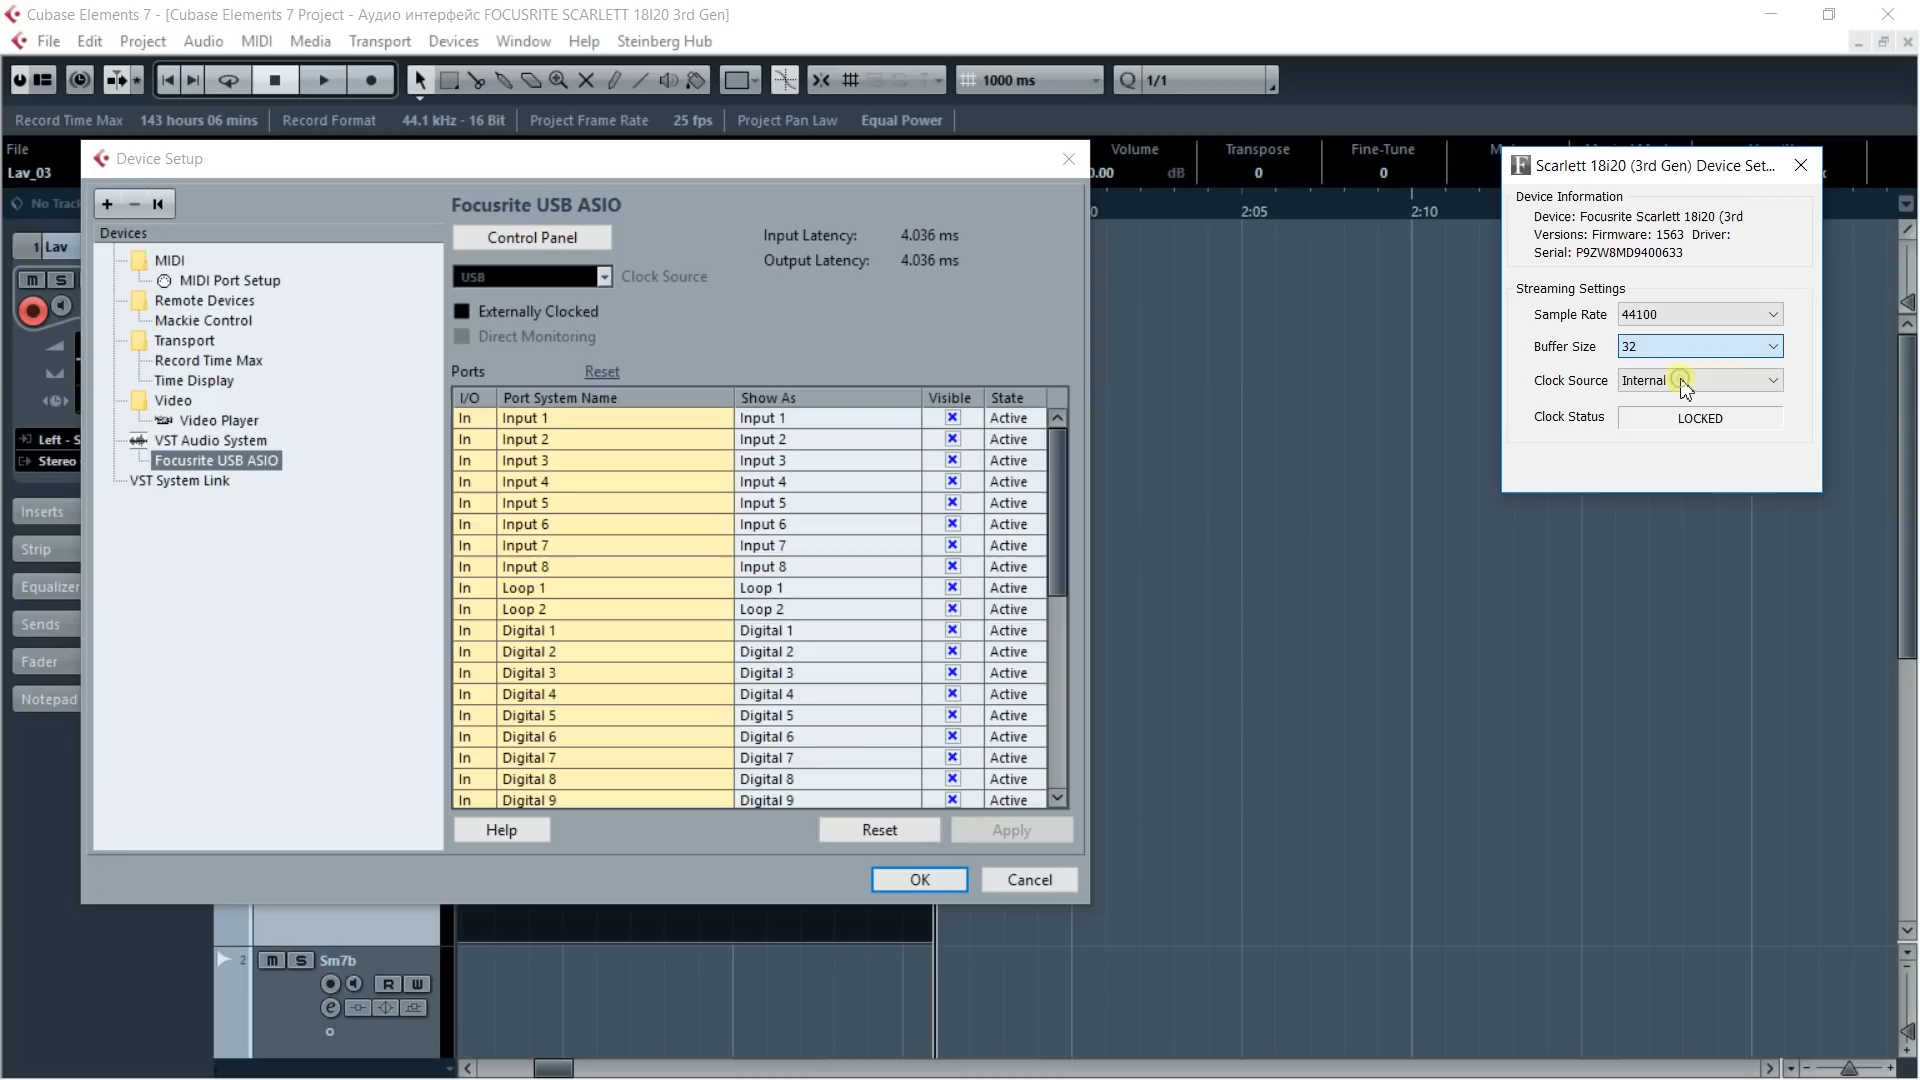 Cubase Elements 7 - [Cubase Elements 7 Project - Аудио интерфейс FOCUSRITE SCARLETT 18I20 3rd Gen]
File Edit Project Audio MIDI Media Transport Devices Window Help Steinberg Hub
1000 ms Q 1/1
Record Time Max 143 hours 06 mins Record Format 44.1 kHz - 16 Bit Project Frame Rate 25 fps Project Pan Law Equal Power
File Volume Transpose Fine-Tune
Lav_03 0.00 dB 0 0
Device Setup
No Track
2:05 2:10
1 Lav
M S
Left - S
Stereo
Inserts
Strip
Equalizer
Sends
Fader
Notepad
Devices
MIDI
MIDI Port Setup
Remote Devices
Mackie Control
Transport
Record Time Max
Time Display
Video
Video Player
VST Audio System
Focusrite USB ASIO
VST System Link
Focusrite USB ASIO
Control Panel
Input Latency: 4.036 ms
Output Latency: 4.036 ms
USB Clock Source
Externally Clocked
Direct Monitoring
Ports Reset
I/O Port System Name Show As Visible State
In Input 1 Input 1 Active
In Input 2 Input 2 Active
In Input 3 Input 3 Active
In Input 4 Input 4 Active
In Input 5 Input 5 Active
In Input 6 Input 6 Active
In Input 7 Input 7 Active
In Input 8 Input 8 Active
In Loop 1 Loop 1 Active
In Loop 2 Loop 2 Active
In Digital 1 Digital 1 Active
In Digital 2 Digital 2 Active
In Digital 3 Digital 3 Active
In Digital 4 Digital 4 Active
In Digital 5 Digital 5 Active
In Digital 6 Digital 6 Active
In Digital 7 Digital 7 Active
In Digital 8 Digital 8 Active
In Digital 9 Digital 9 Active
Help Reset Apply
OK Cancel
2 M S Sm7b
R W
e
Scarlett 18i20 (3rd Gen) Device Set...
Device Information
Device: Focusrite Scarlett 18i20 (3rd
Versions: Firmware: 1563 Driver:
Serial: P9ZW8MD9400633
Streaming Settings
Sample Rate 44100
Buffer Size 32
Clock Source Internal
Clock Status LOCKED